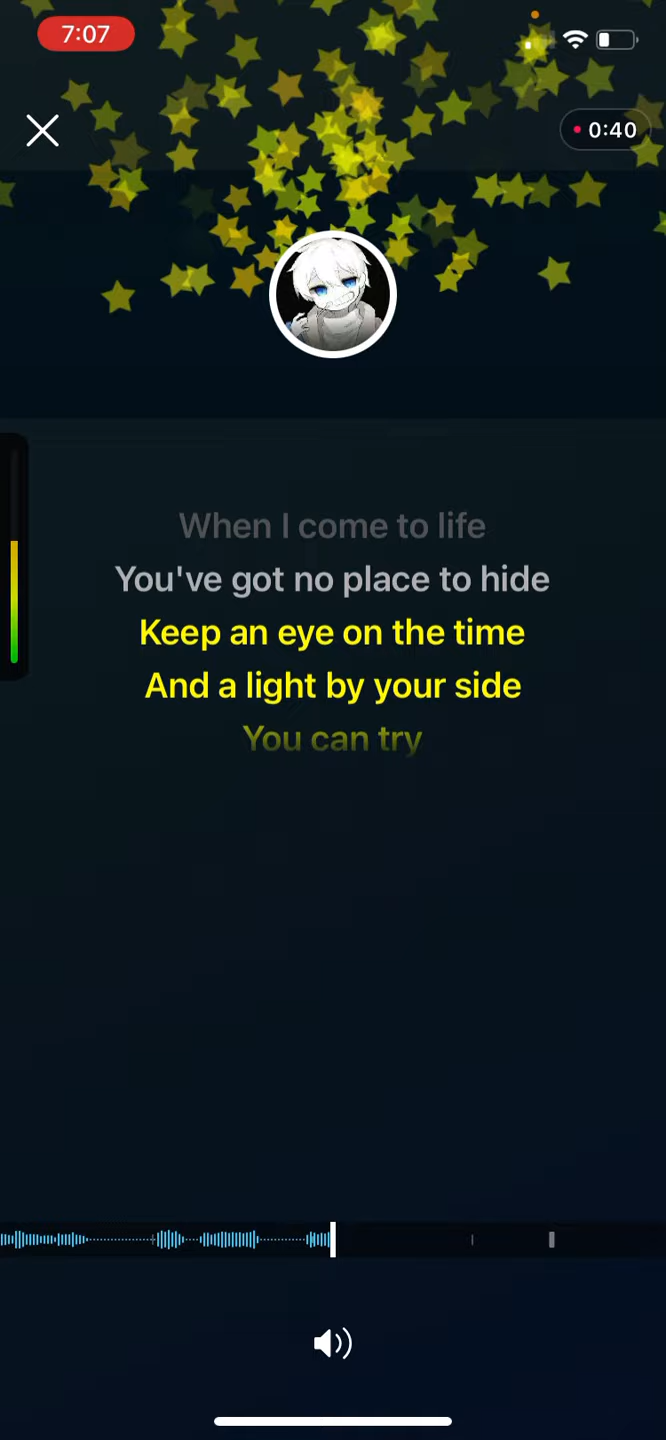 7:07
0:40
When I come to life
You've got no place to hide
Keep an eye on the time
And a light by your side
You can try